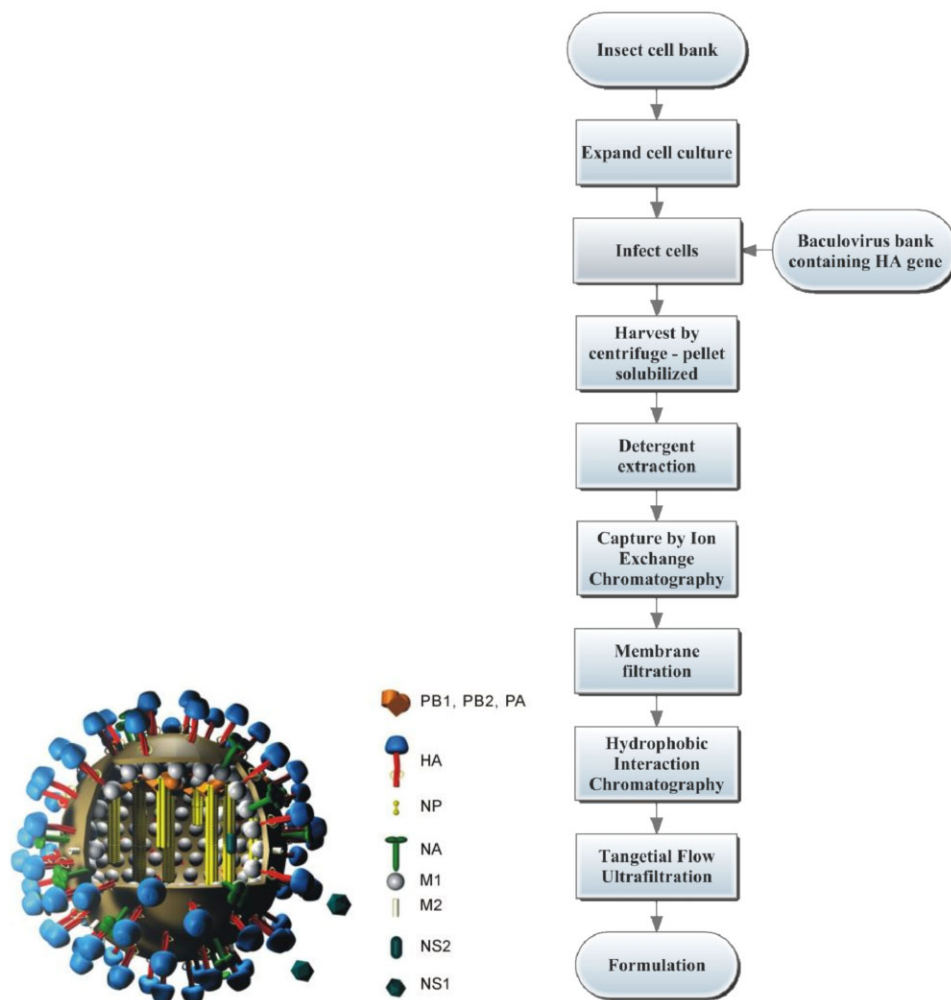 Insect cell bank
Expand cell culture
Infect cells
Baculovirus bank
containing HA gene
Harvest by
centrifuge - pellet
solubilized
Detergent
extraction
Capture by Ion
Exchange
Chromatography
Membrane
filtration
Hydrophobic
Interaction
Chromatography
Tangetial Flow
Ultrafiltration
Formulation
PB1, PB2, PA
HA
NP
NA
M1
M2
NS2
NS1